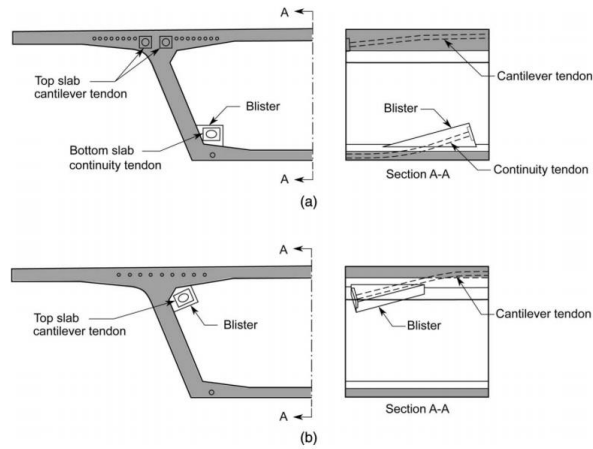 A
Top slab
cantilever tendon
Blister
Bottom slab
continuity tendon
A
Cantilever tendon
Blister
Continuity tendon
Section A-A
(a)
A
Top slab
cantilever tendon
Blister
A
Cantilever tendon
Blister
Section A-A
(b)